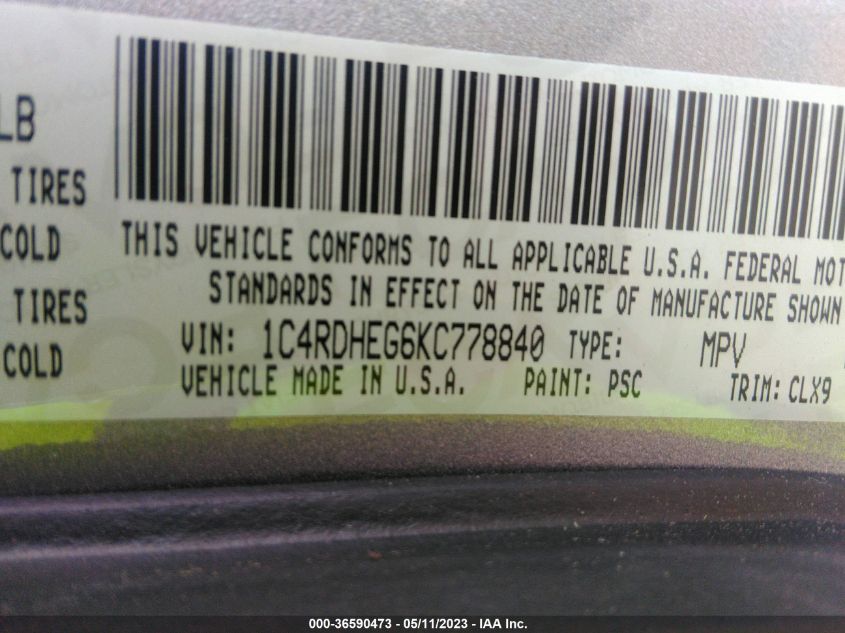 LB
TIRES
COLD
TIRES
COLD
THIS VEHICLE CONFORMS TO ALL APPLICABLE U.S.A. FEDERAL MOT
STANDARDS IN EFFECT ON THE DATE OF MANUFACTURE SHOWN
VIN: 1C4RDHEG6KC778840 TYPE: MPV
VEHICLE MADE IN U.S.A. PAINT: PSC TRIM: CLX9
000-36590473 - 05/11/2023 - IAA Inc.